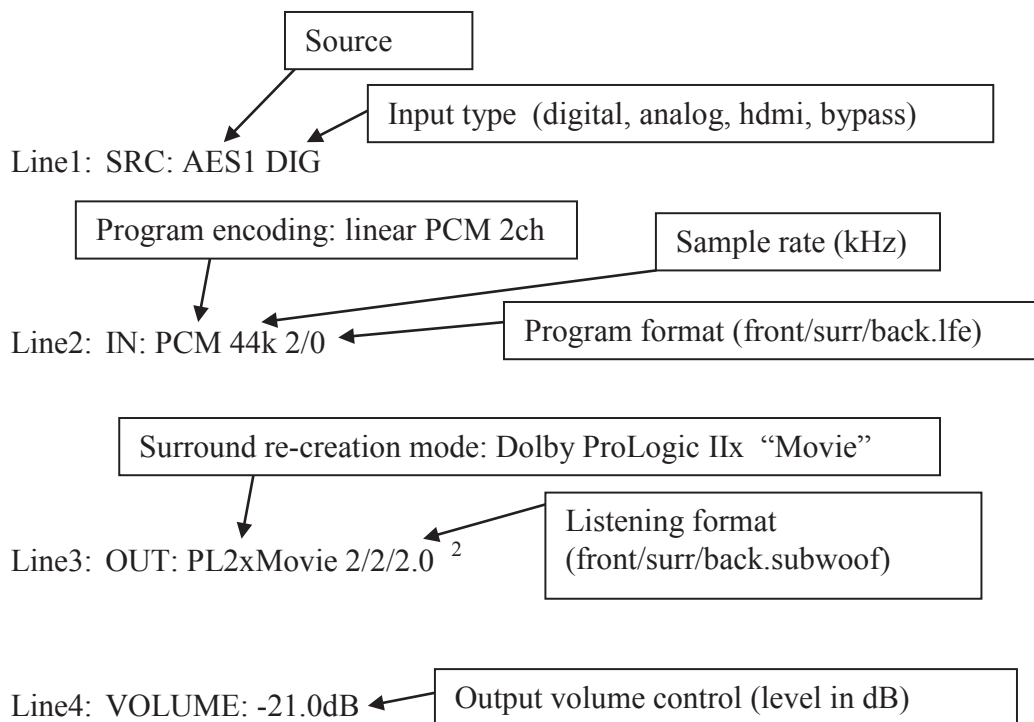 Source
Input type (digital, analog, hdmi, bypass)
Line1: SRC: AES1 DIG
Program encoding: linear PCM 2ch
Sample rate (kHz)
Program format (front/surr/back.lfe)
Line2: IN: PCM 44k 2/0
Surround re-creation mode: Dolby ProLogic IIx “Movie”
Listening format
(front/surr/back.subwoof)
Line3: OUT: PL2xMovie 2/2/2.0 2
Line4: VOLUME: -21.0dB
Output volume control (level in dB)